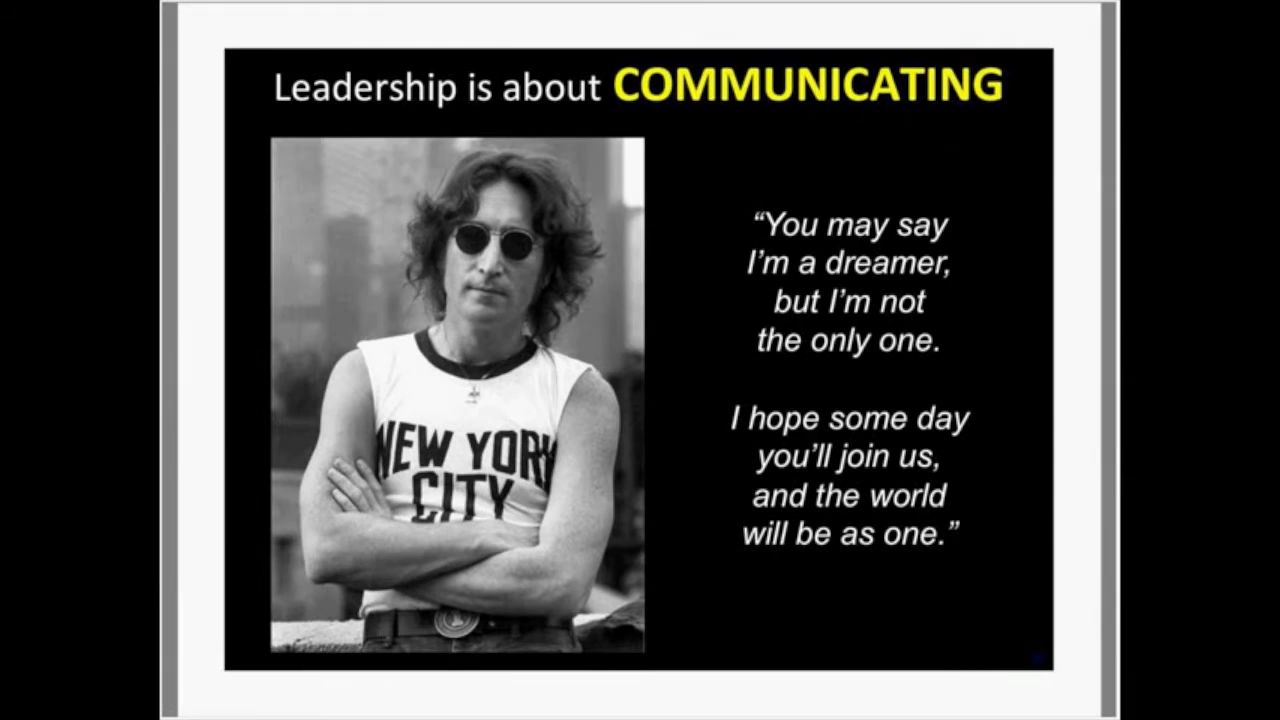 Leadership is about COMMUNICATING
“You may say
I’m a dreamer,
but I’m not
the only one.
I hope some day
you’ll join us,
and the world
will be as one.”
NEW YORK
CITY